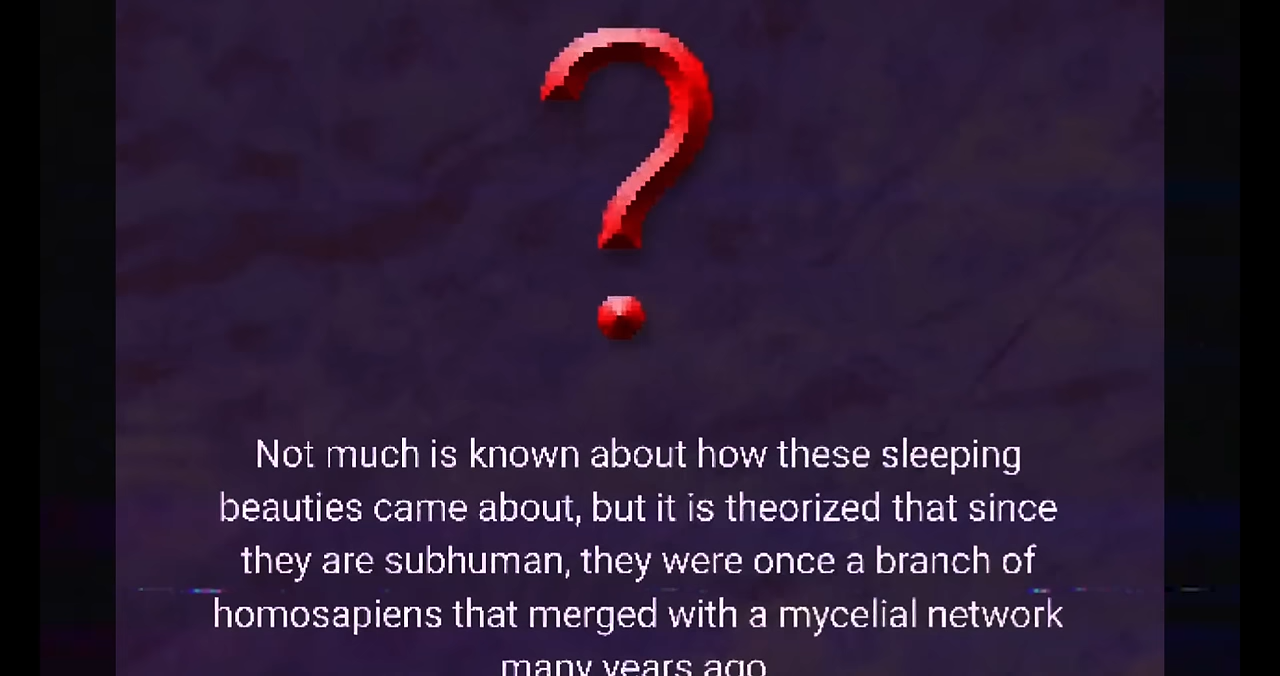 ?
Not much is known about how these sleeping
beauties came about, but it is theorized that since
they are subhuman, they were once a branch of
homosapiens that merged with a mycelial network
many years ago